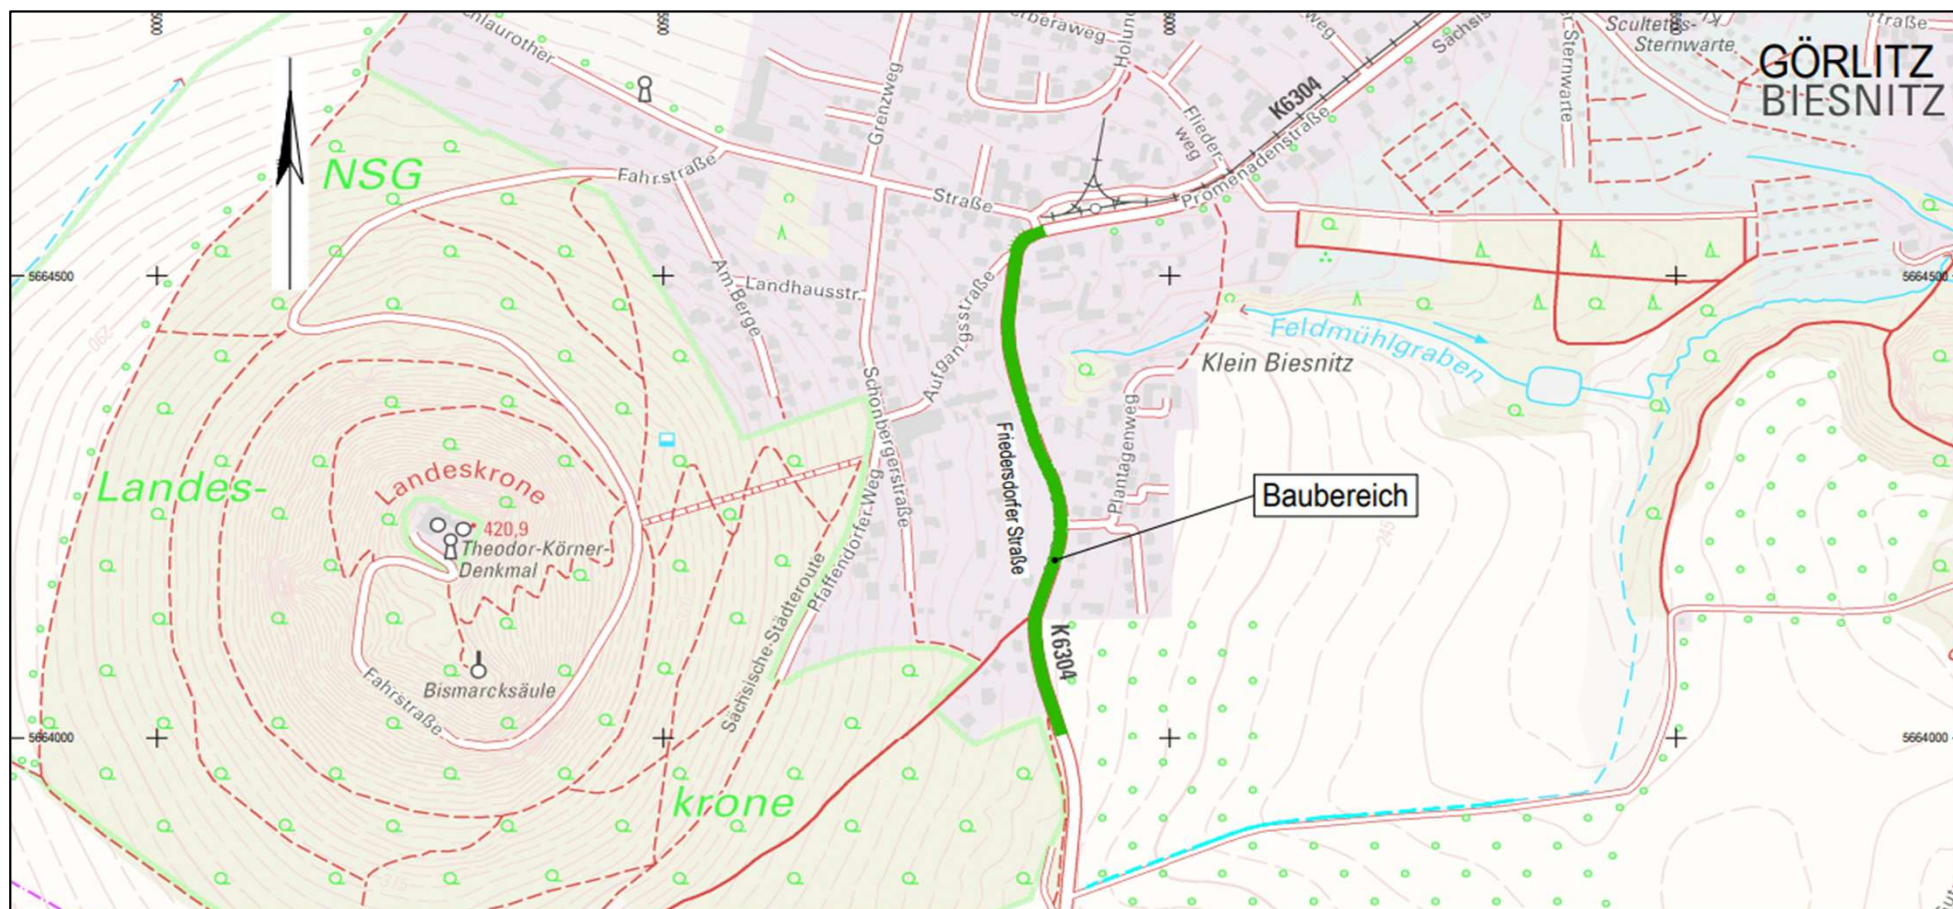 Scultetus-
Sternwarte
GÖRLITZ
BIESNITZ
Grenzweg
K6304
Flieder-
weg
Sternwarte
NSG
Fahrstraße
Straße
Promenadenstraße
5664500
5664500
Am Berge
Landhausstr.
Aufgangsstraße
Feldmühlgraben
Klein Biesnitz
Schönbergerstraße
Plantagenweg
Friedersdorfer Straße
Baubereich
Landes-
Landeskrone
420,9
Theodor-Körner-
Denkmal
Pfaffendorfer Weg
Sächsische-Städteroute
245
K6304
Bismarcksäule
Fahrstraße
5664000
5664000
krone